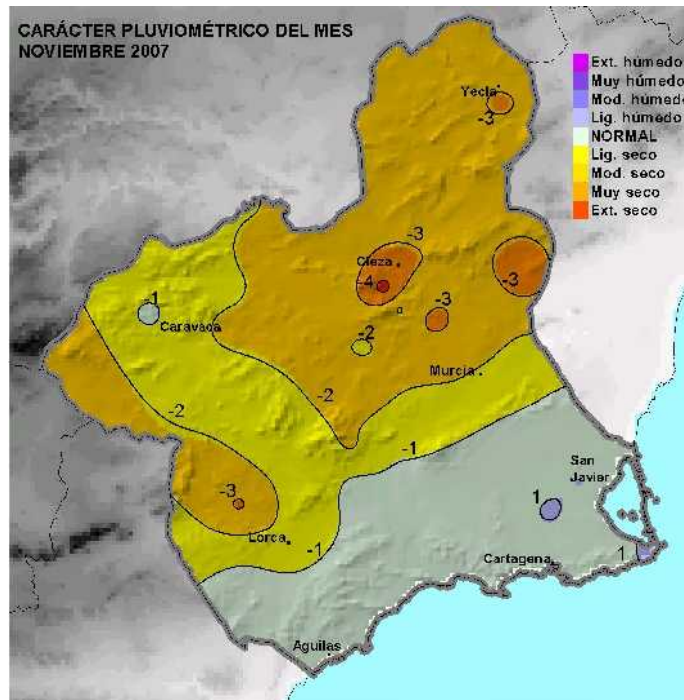 CARÁCTER PLUVIOMÉTRICO DEL MES
NOVIEMBRE 2007
Ext. húmedo
Muy húmedo
Mod. húmedo
Lig. húmedo
NORMAL
Lig. seco
Mod. seco
Muy seco
Ext. seco
Yecla
-3
-3
Cieza
-4
-3
-1
Caravaca
-3
-2
Murcia
-2
-2
-1
San
Javier
-3
1
Lorca
-1
Cartagena
1
Aguilas